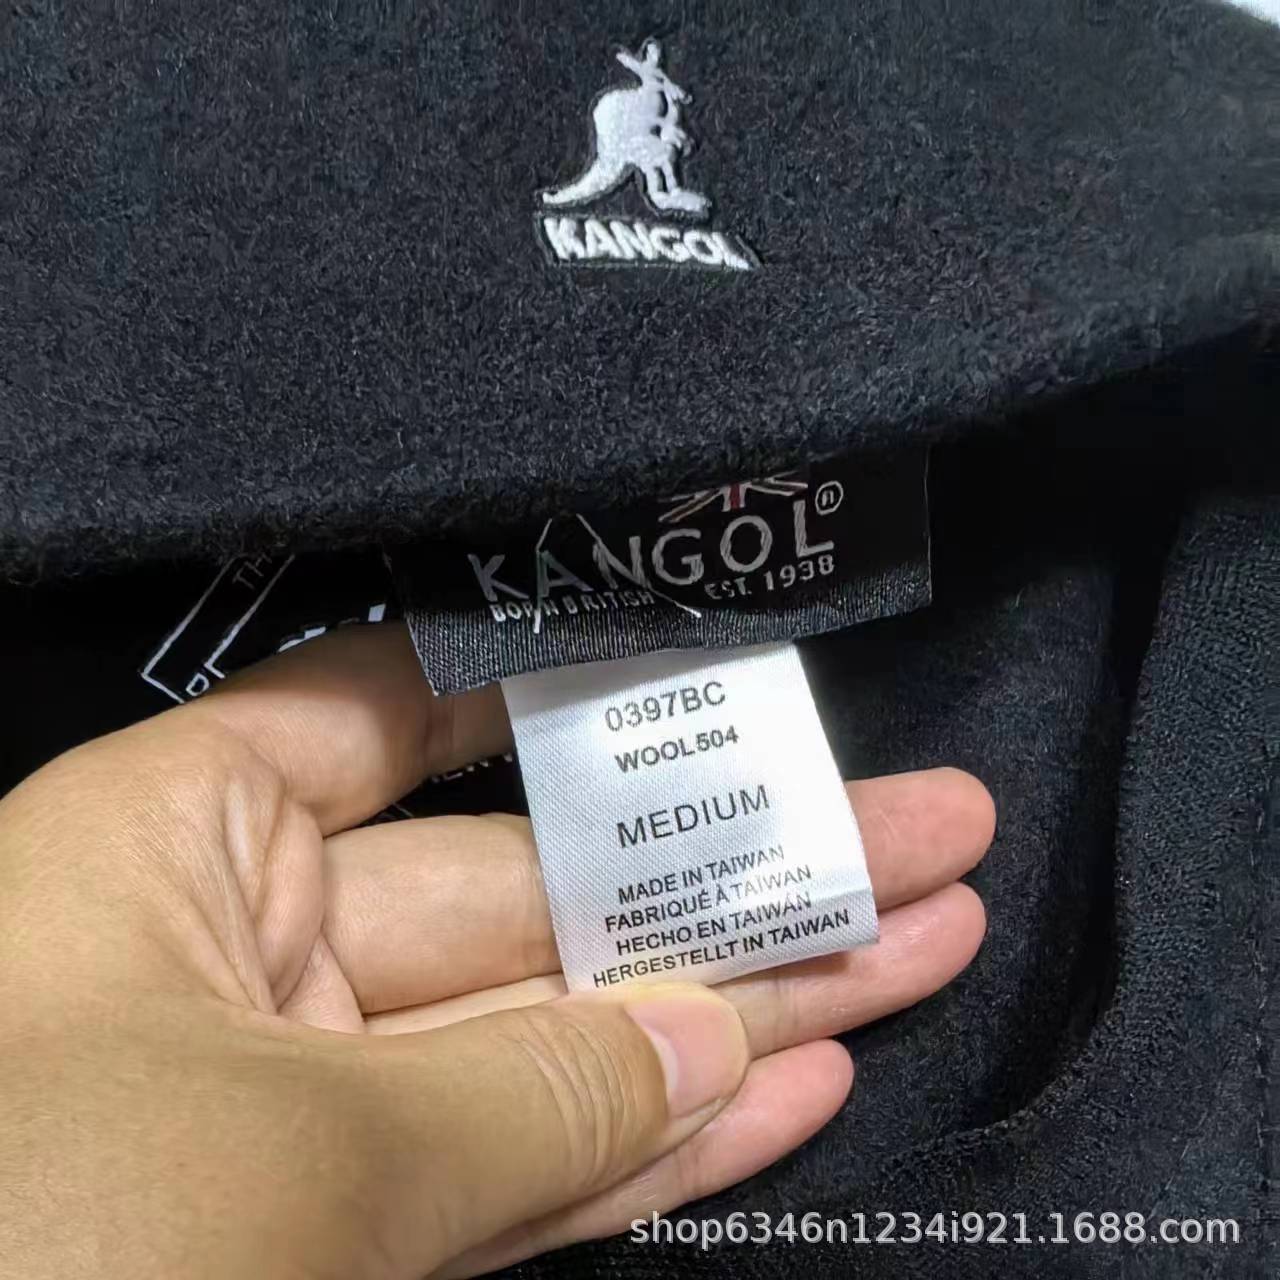 KANGOL
KANGOL®
BORN BRITISH EST. 1938
0397BC
WOOL504
MEDIUM
MADE IN TAIWAN
FABRIQUÉ À TAIWAN
HECHO EN TAIWÁN
HERGESTELLT IN TAIWAN
shop6346n1234i921.1688.com